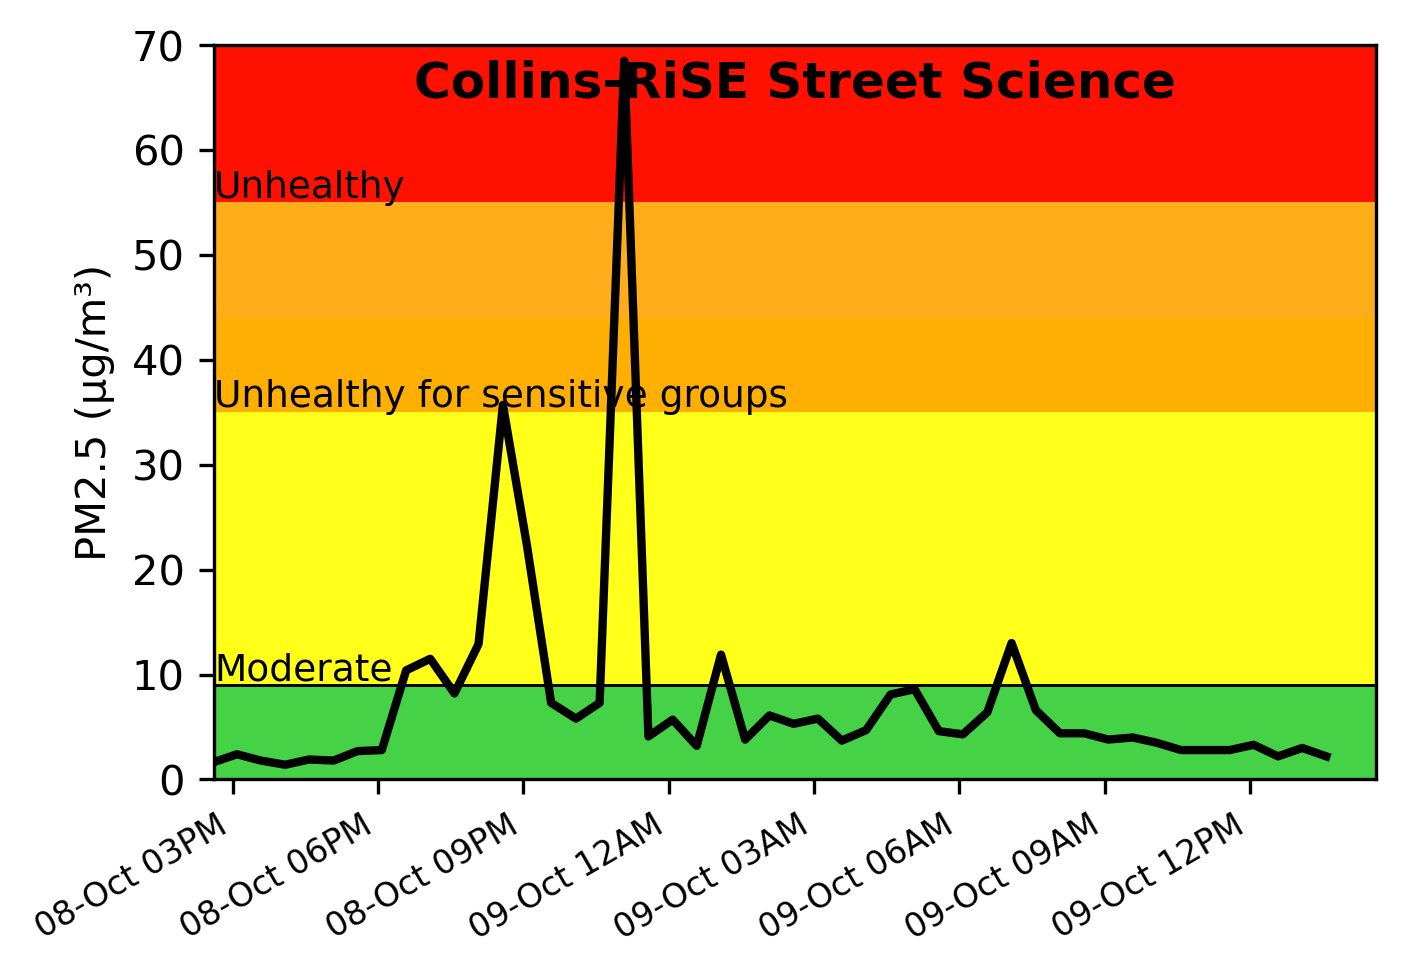 Collins-RiSE Street Science
PM2.5 (µg/m³)
70
60
50
40
30
20
10
0
Unhealthy
Unhealthy for sensitive groups
Moderate
08-Oct 03PM
08-Oct 06PM
08-Oct 09PM
09-Oct 12AM
09-Oct 03AM
09-Oct 06AM
09-Oct 09AM
09-Oct 12PM